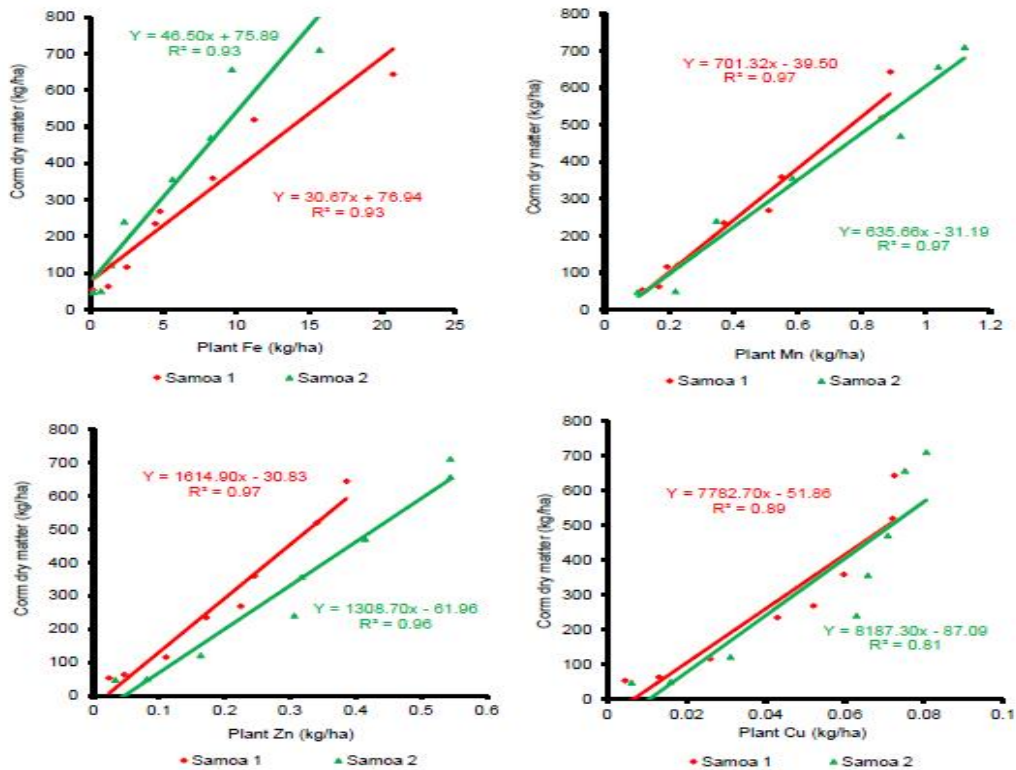 800
700
600
500
400
300
200
100
0
Corm dry matter (kg/ha)
Y = 46.50x + 75.89
R² = 0.93
Y = 30.67x + 76.94
R² = 0.93
0 5 10 15 20 25
Plant Fe (kg/ha)
Samoa 1 Samoa 2
800
700
600
500
400
300
200
100
0
Corm dry matter (kg/ha)
Y = 701.32x - 39.50
R² = 0.97
Y= 635.66x - 31.19
R² = 0.97
0 0.2 0.4 0.6 0.8 1 1.2
Plant Mn (kg/ha)
Samoa 1 Samoa 2
800
700
600
500
400
300
200
100
0
Corm dry matter (kg/ha)
Y = 1614.90x - 30.83
R² = 0.97
Y = 1308.70x - 61.96
R² = 0.96
0 0.1 0.2 0.3 0.4 0.5 0.6
Plant Zn (kg/ha)
Samoa 1 Samoa 2
800
700
600
500
400
300
200
100
0
Corm dry matter (kg/ha)
Y = 7782.70x - 51.86
R² = 0.89
Y = 8187.30x - 87.09
R² = 0.81
0 0.02 0.04 0.06 0.08 0.1
Plant Cu (kg/ha)
Samoa 1 Samoa 2